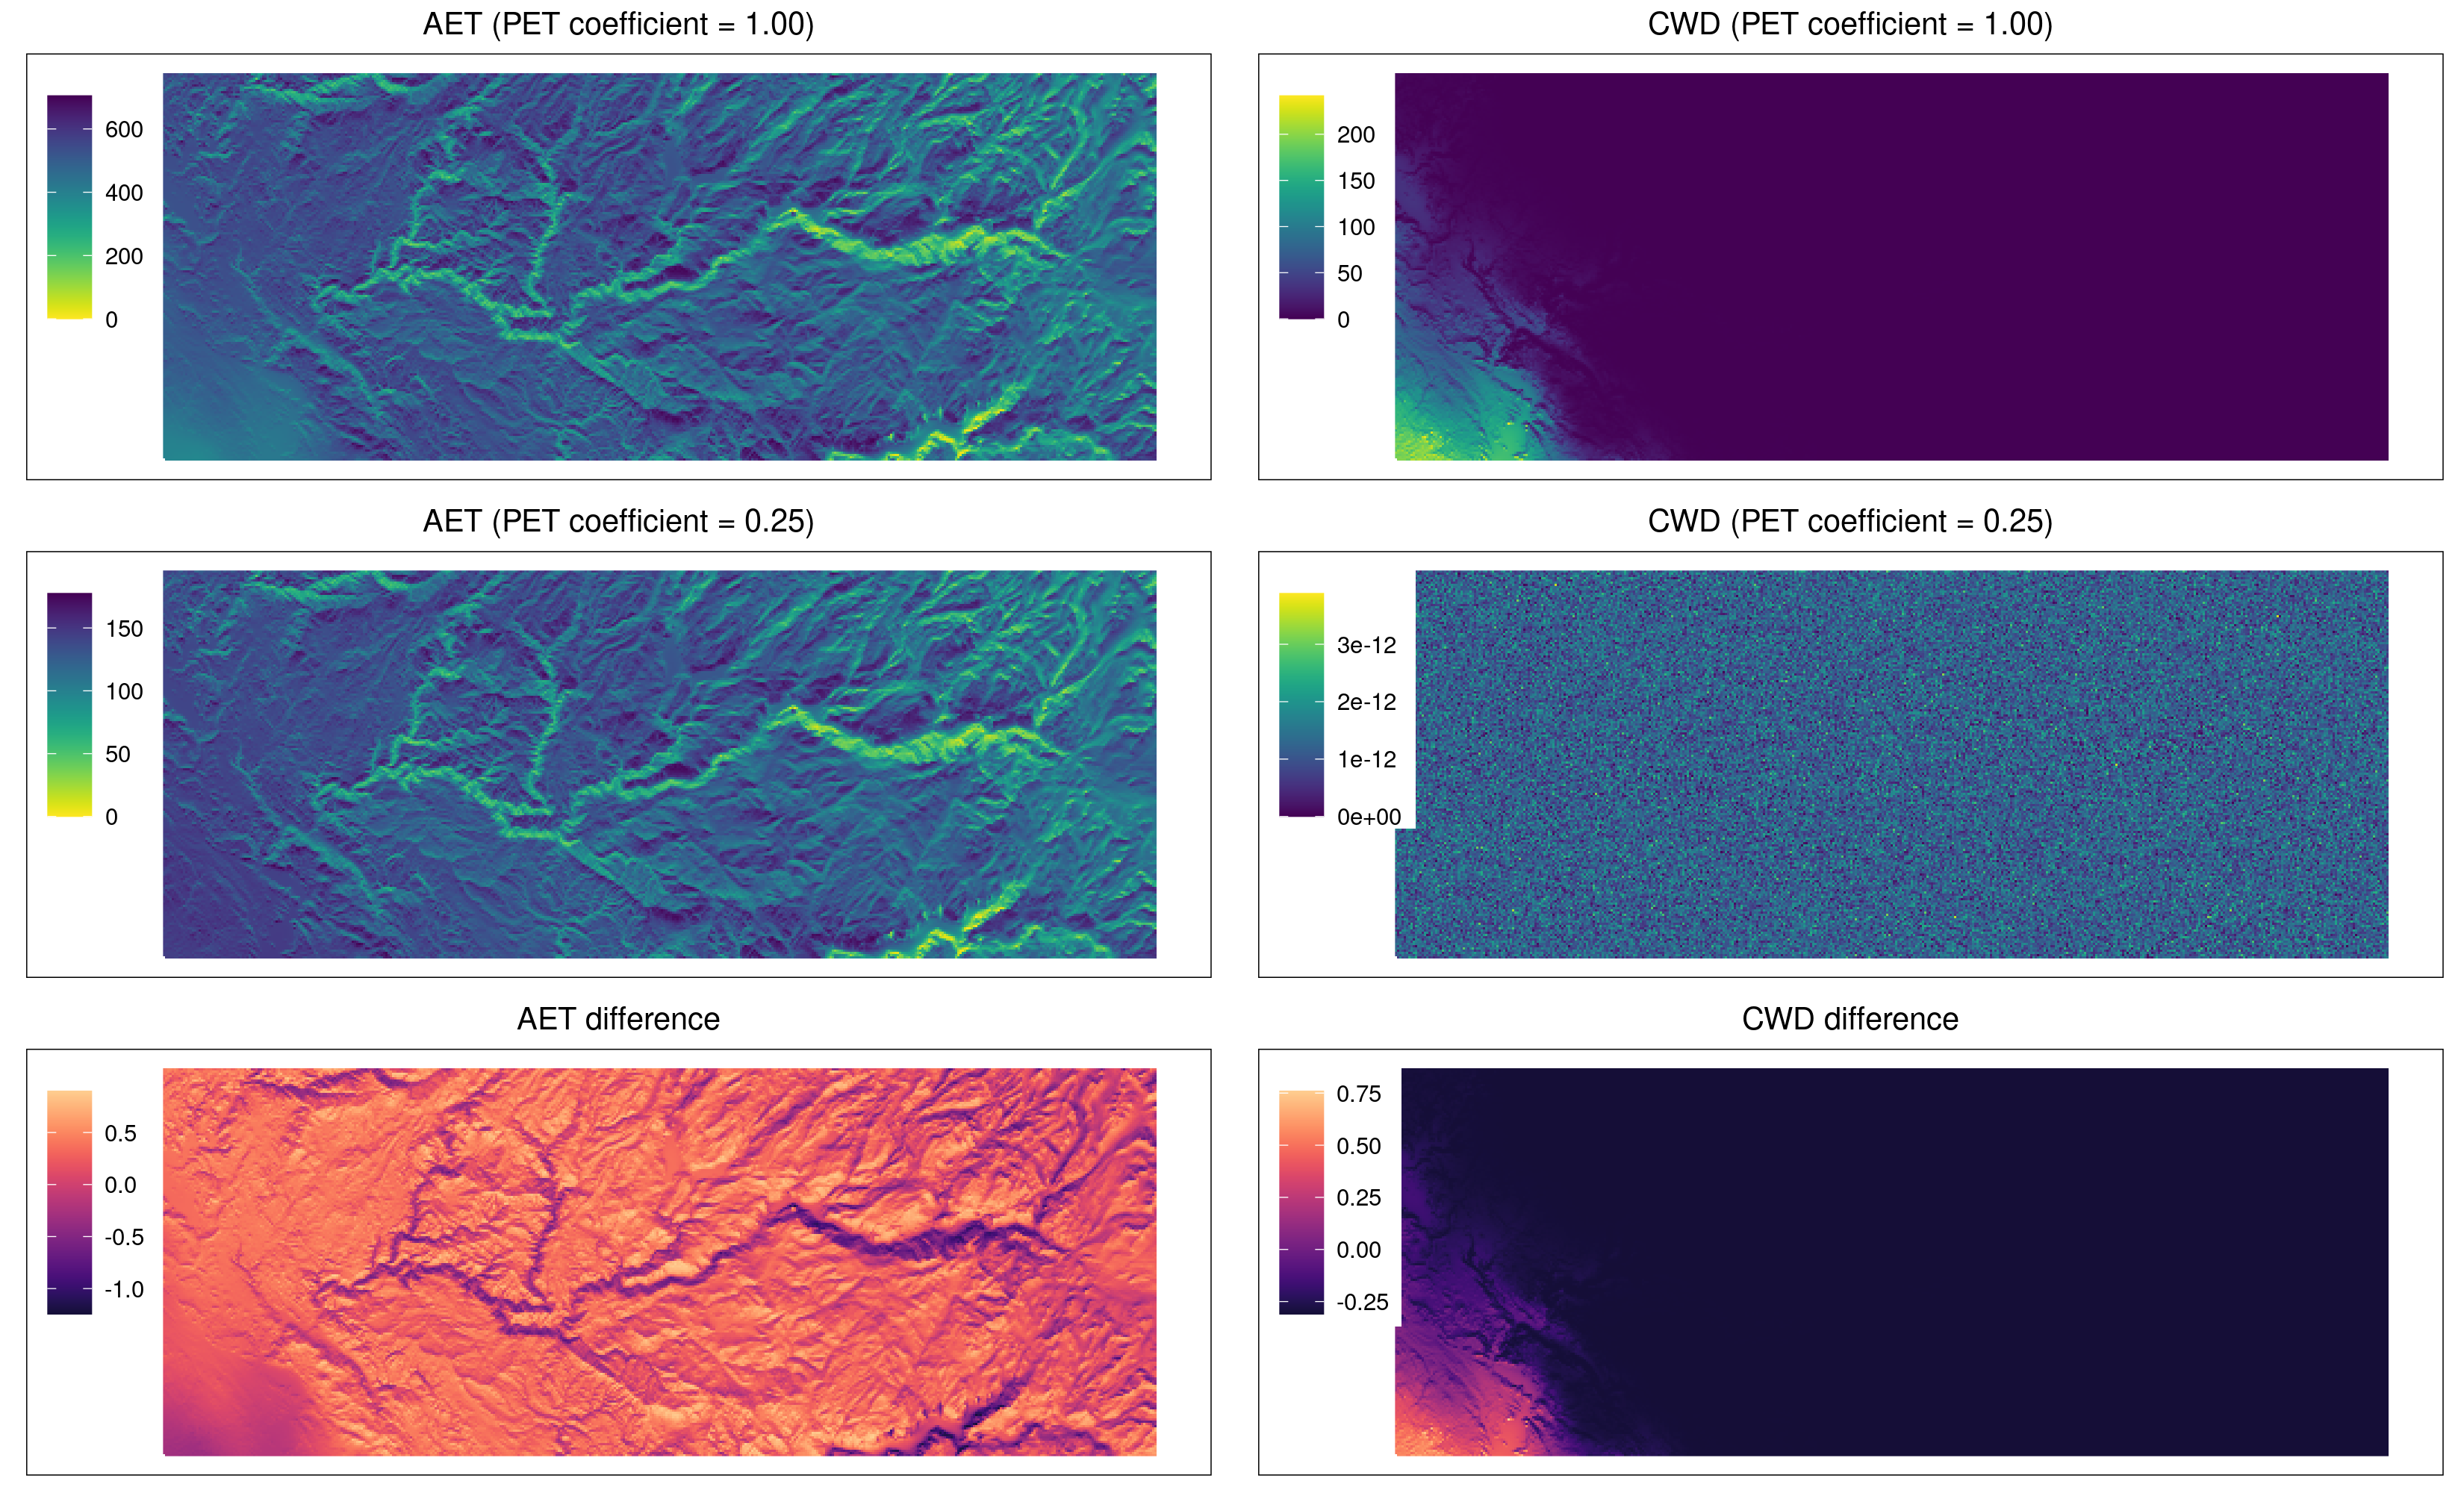 AET (PET coefficient = 1.00)
600
400
200
0
CWD (PET coefficient = 1.00)
200
150
100
50
0
AET (PET coefficient = 0.25)
150
100
50
0
CWD (PET coefficient = 0.25)
3e-12
2e-12
1e-12
0e+00
AET difference
0.5
0.0
-0.5
-1.0
CWD difference
0.75
0.50
0.25
0.00
-0.25